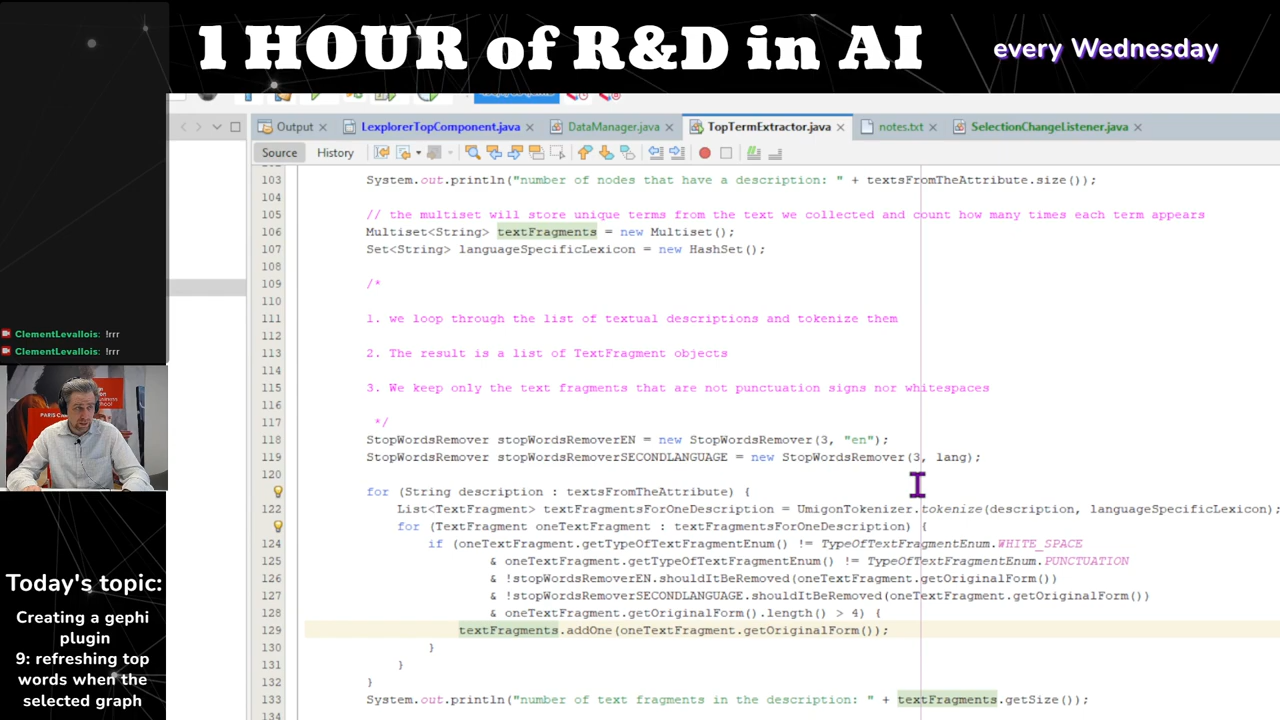 1 HOUR of R&D in AI
every Wednesday
Output
LexplorerTopComponent.java
DataManager.java
TopTermExtractor.java
notes.txt
SelectionChangeListener.java
Source
History
103 System.out.println("number of nodes that have a description: " + textsFromTheAttribute.size());
104
105 // the multiset will store unique terms from the text we collected and count how many times each term appears
106 Multiset<String> textFragments = new Multiset();
107 Set<String> languageSpecificLexicon = new HashSet();
108
109 /*
110
111 1. we loop through the list of textual descriptions and tokenize them
112
113 2. The result is a list of TextFragment objects
114
115 3. We keep only the text fragments that are not punctuation signs nor whitespaces
116
117 */
118 StopWordsRemover stopWordsRemoverEN = new StopWordsRemover(3, "en");
119 StopWordsRemover stopWordsRemoverSECONDLANGUAGE = new StopWordsRemover(3, lang);
120
for (String description : textsFromTheAttribute) {
122 List<TextFragment> textFragmentsForOneDescription = UmigonTokenizer.tokenize(description, languageSpecificLexicon);
for (TextFragment oneTextFragment : textFragmentsForOneDescription) {
124 if (oneTextFragment.getTypeOfTextFragmentEnum() != TypeOfTextFragmentEnum.WHITE_SPACE
125 & oneTextFragment.getTypeOfTextFragmentEnum() != TypeOfTextFragmentEnum.PUNCTUATION
126 & !stopWordsRemoverEN.shouldItBeRemoved(oneTextFragment.getOriginalForm())
127 & !stopWordsRemoverSECONDLANGUAGE.shouldItBeRemoved(oneTextFragment.getOriginalForm())
128 & oneTextFragment.getOriginalForm().length() > 4) {
129 textFragments.addOne(oneTextFragment.getOriginalForm());
130 }
131 }
132 }
133 System.out.println("number of text fragments in the description: " + textFragments.getSize());
134
ClementLevallois: !rrr
ClementLevallois: !rrr
Today's topic:
Creating a gephi
plugin
9: refreshing top
words when the
selected graph